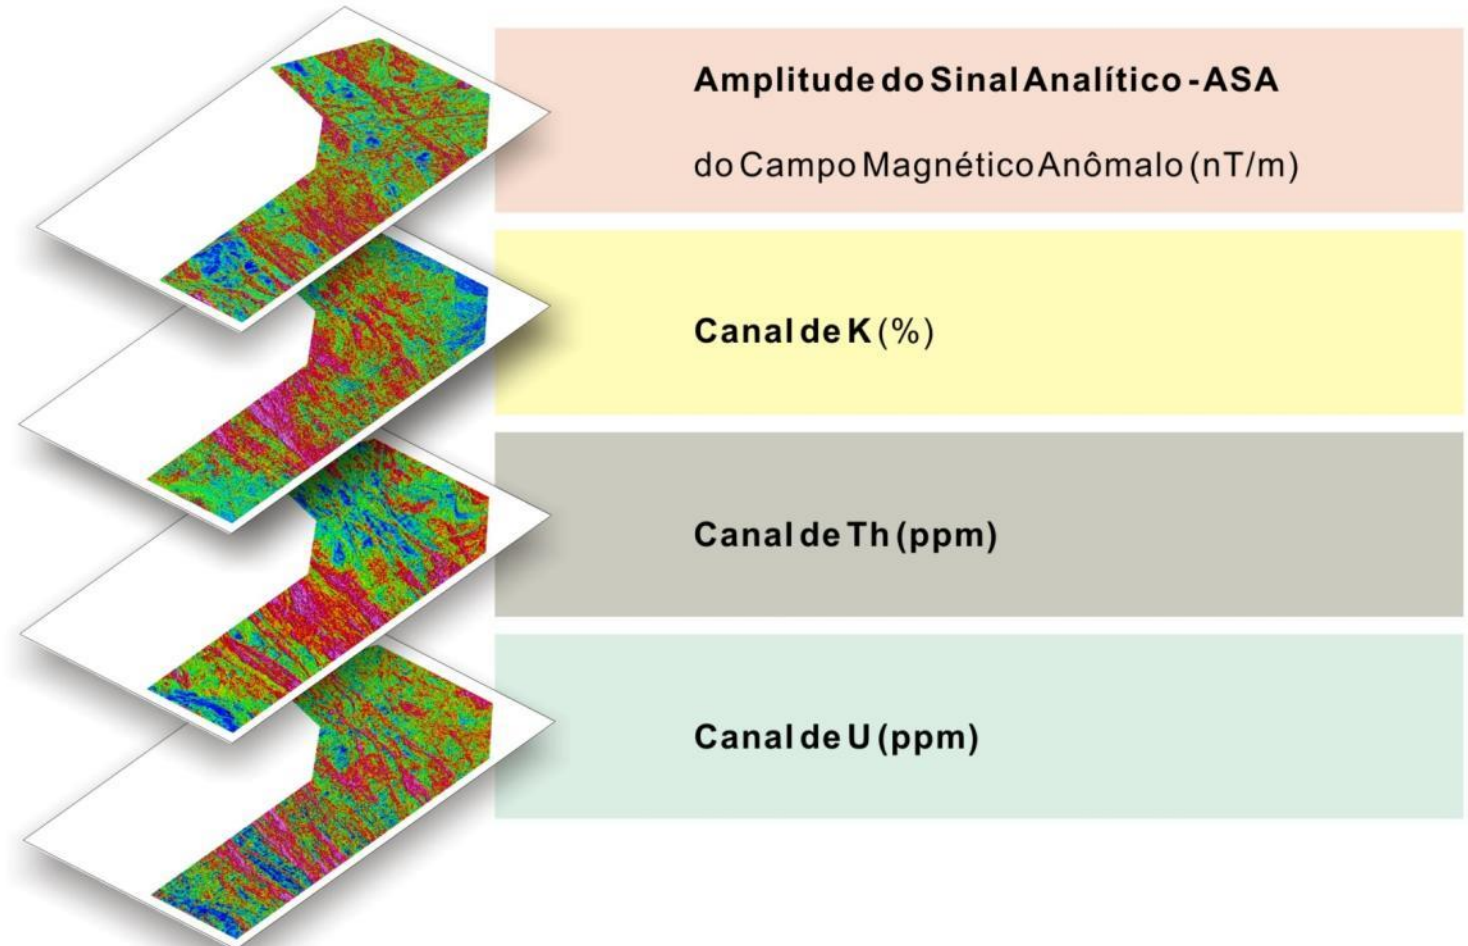 Amplitude do Sinal Analítico - ASA
do Campo Magnético Anômalo (nT/m)
Canal de K (%)
Canal de Th (ppm)
Canal de U (ppm)